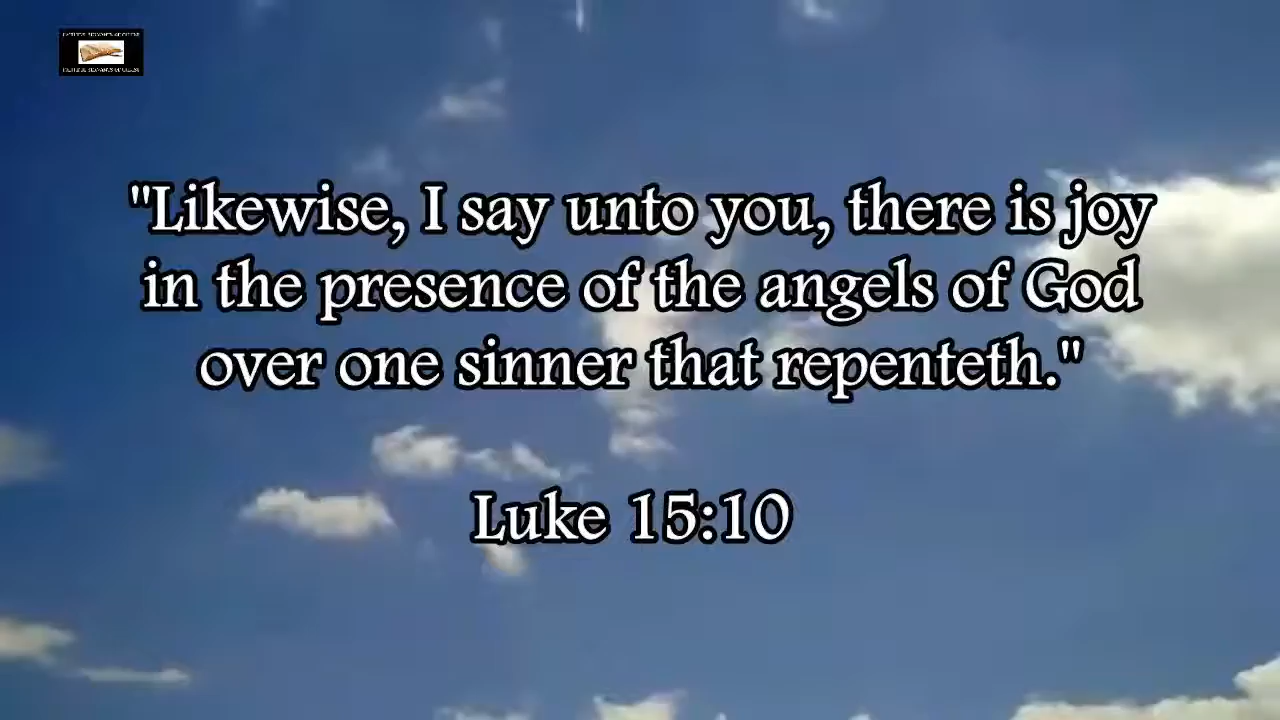 "Likewise, I say unto you, there is joy
in the presence of the angels of God
over one sinner that repenteth."
Luke 15:10